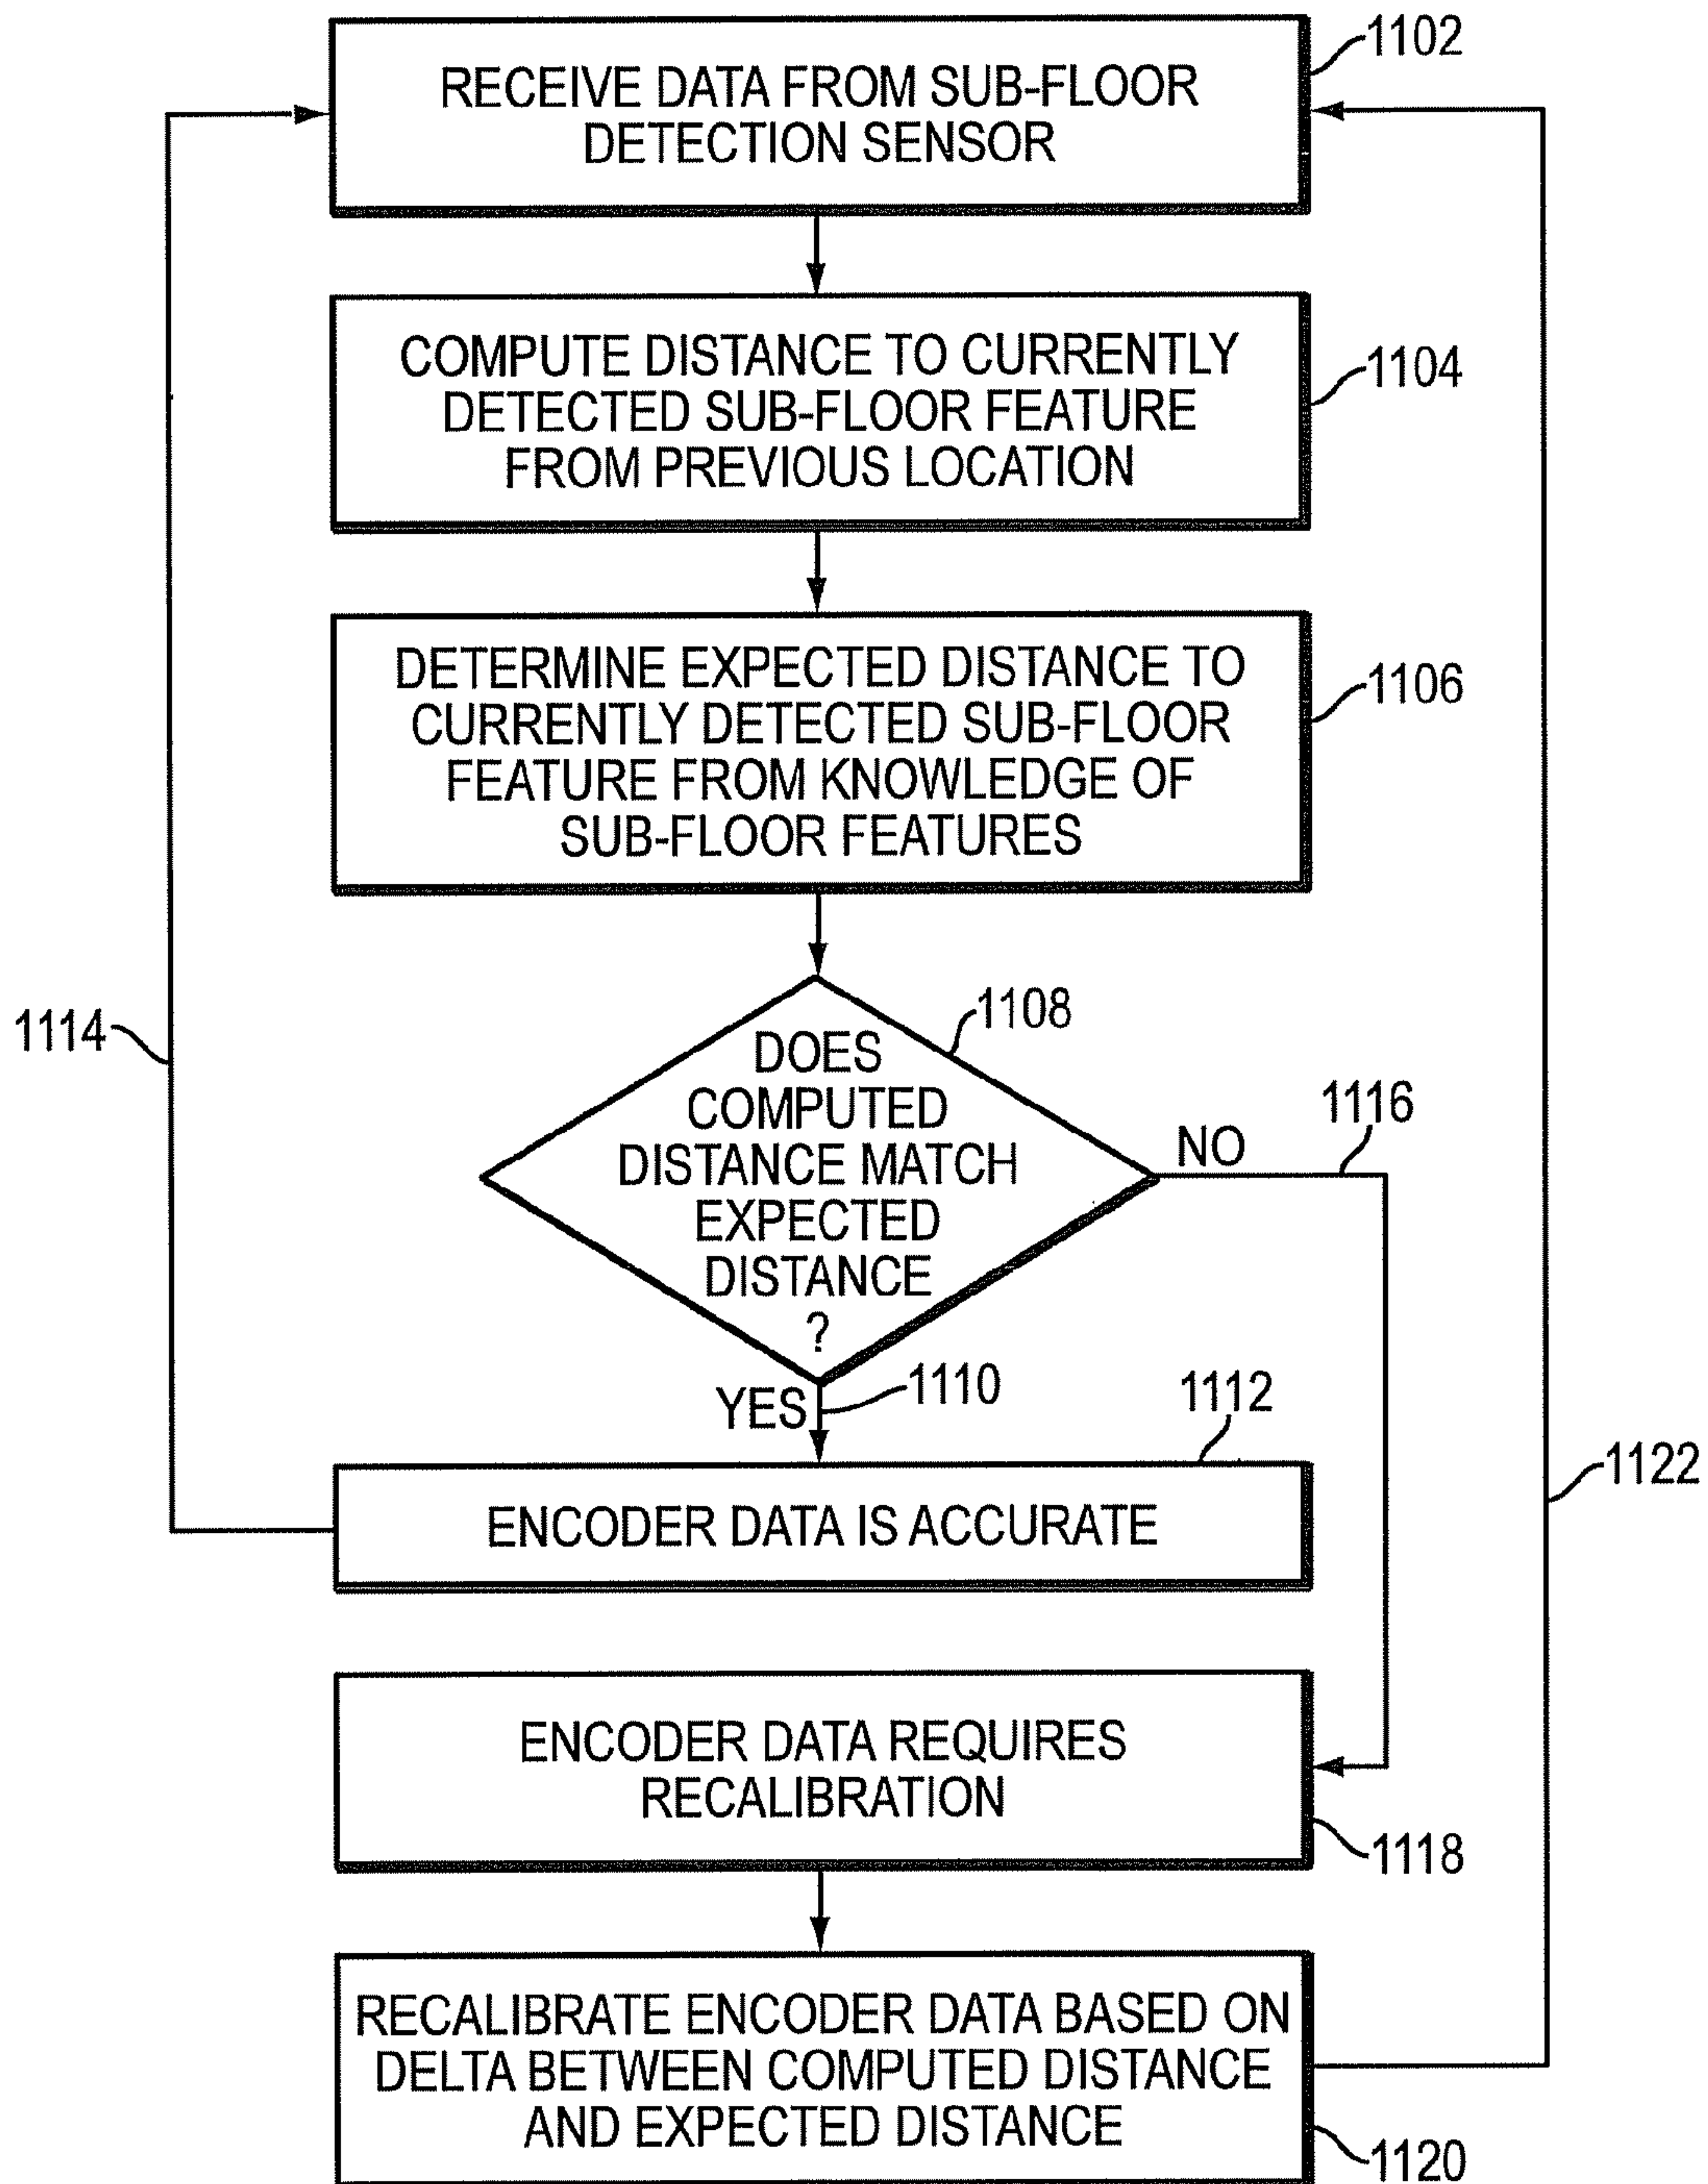 1102
RECEIVE DATA FROM SUB-FLOOR
DETECTION SENSOR
1104
COMPUTE DISTANCE TO CURRENTLY
DETECTED SUB-FLOOR FEATURE
FROM PREVIOUS LOCATION
1106
DETERMINE EXPECTED DISTANCE TO
CURRENTLY DETECTED SUB-FLOOR
FEATURE FROM KNOWLEDGE OF
SUB-FLOOR FEATURES
1108
DOES
COMPUTED
DISTANCE MATCH
EXPECTED
DISTANCE
?
1114
NO
1116
YES
1110
1112
ENCODER DATA IS ACCURATE
1122
ENCODER DATA REQUIRES
RECALIBRATION
1118
RECALIBRATE ENCODER DATA BASED ON
DELTA BETWEEN COMPUTED DISTANCE
AND EXPECTED DISTANCE
1120